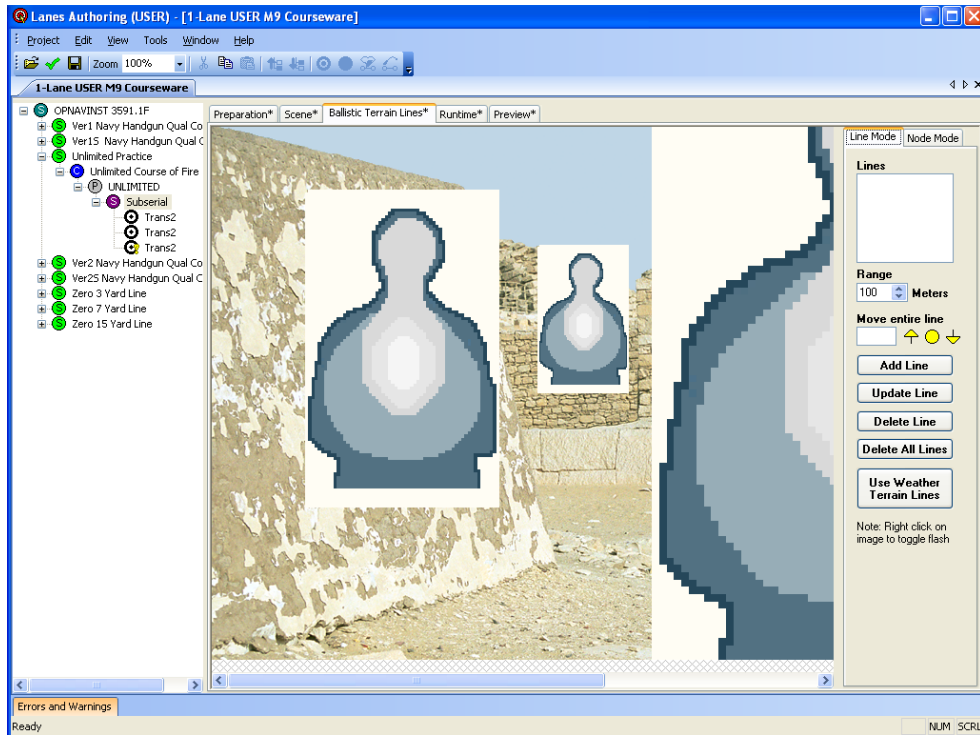 Lanes Authoring (USER) - [1-Lane USER M9 Courseware]
Project Edit View Tools Window Help
Zoom 100%
1-Lane USER M9 Courseware
OPNAVINST 3591.1F
Ver1 Navy Handgun Qual Co
Ver1S Navy Handgun Qual C
Unlimited Practice
Unlimited Course of Fire
UNLIMITED
Subserial
Trans2
Trans2
Trans2
Ver2 Navy Handgun Qual Co
Ver2S Navy Handgun Qual C
Zero 3 Yard Line
Zero 7 Yard Line
Zero 15 Yard Line
Preparation* Scene* Ballistic Terrain Lines* Runtime* Preview*
Line Mode Node Mode
Lines
Range
100 Meters
Move entire line
Add Line
Update Line
Delete Line
Delete All Lines
Use Weather
Terrain Lines
Note: Right click on
image to toggle flash
Errors and Warnings
Ready NUM SCRL